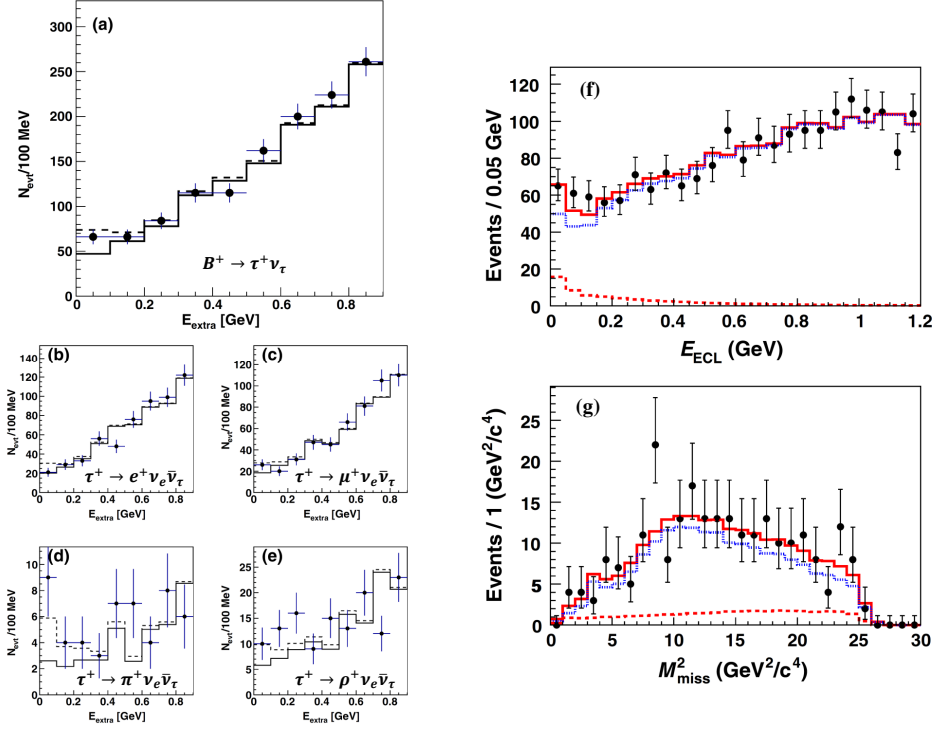 (a)
N_evt/100 MeV
300
250
200
150
100
50
0
0 0.2 0.4 0.6 0.8
E_extra [GeV]
B⁺ → τ⁺ ν_τ
(b)
N_evt/100 MeV
140
120
100
80
60
40
20
0
0 0.2 0.4 0.6 0.8
E_extra [GeV]
τ⁺ → e⁺ ν_e ν̄_τ
(c)
N_evt/100 MeV
120
100
80
60
40
20
0
0 0.2 0.4 0.6 0.8
E_extra [GeV]
τ⁺ → μ⁺ ν_e ν̄_τ
(d)
N_evt/100 MeV
10
8
6
4
2
0
0 0.2 0.4 0.6 0.8
E_extra [GeV]
τ⁺ → π⁺ ν_e ν̄_τ
(e)
N_evt/100 MeV
25
20
15
10
5
0
0 0.2 0.4 0.6 0.8
E_extra [GeV]
τ⁺ → ρ⁺ ν_e ν̄_τ
(f)
Events / 0.05 GeV
120
100
80
60
40
20
0
0 0.2 0.4 0.6 0.8 1 1.2
E_ECL (GeV)
(g)
Events / 1 (GeV²/c⁴)
25
20
15
10
5
0
0 5 10 15 20 25 30
M²_miss (GeV²/c⁴)